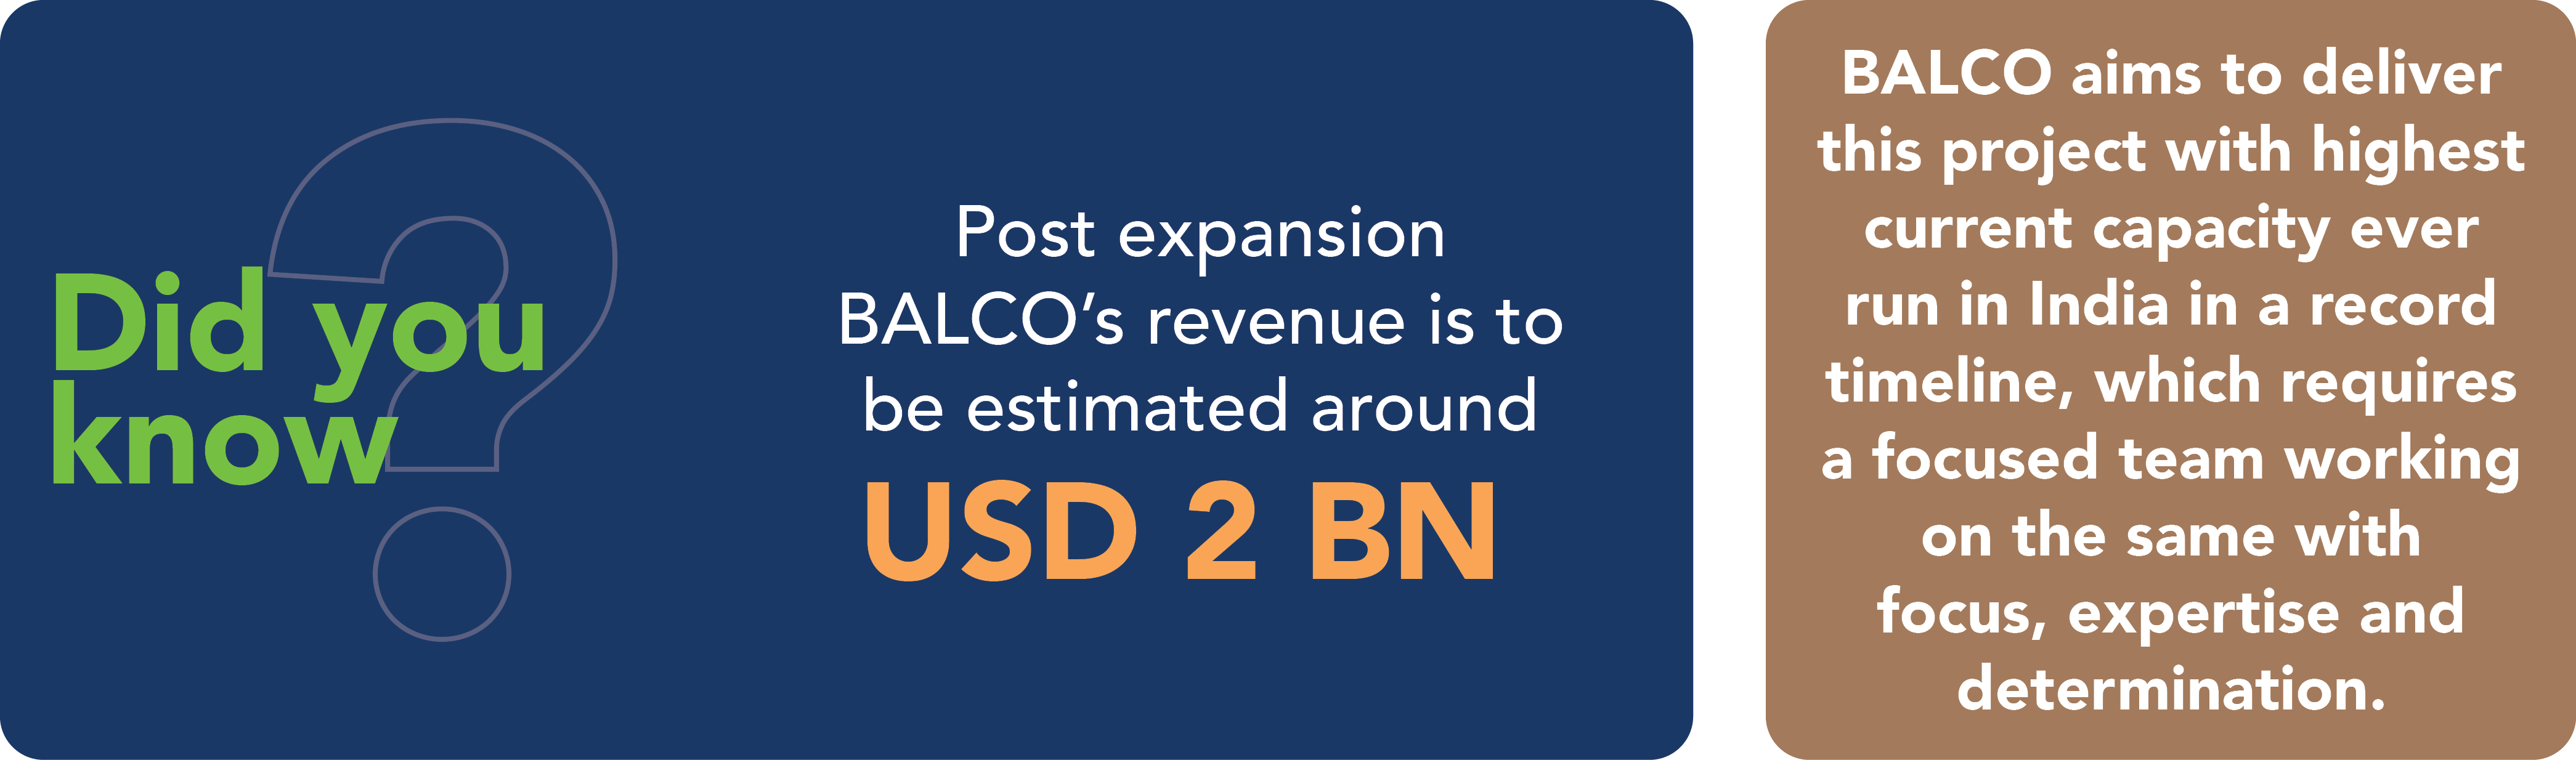 Did you
know
?
Post expansion
BALCO’s revenue is to
be estimated around
USD 2 BN
BALCO aims to deliver
this project with highest
current capacity ever
run in India in a record
timeline, which requires
a focused team working
on the same with
focus, expertise and
determination.